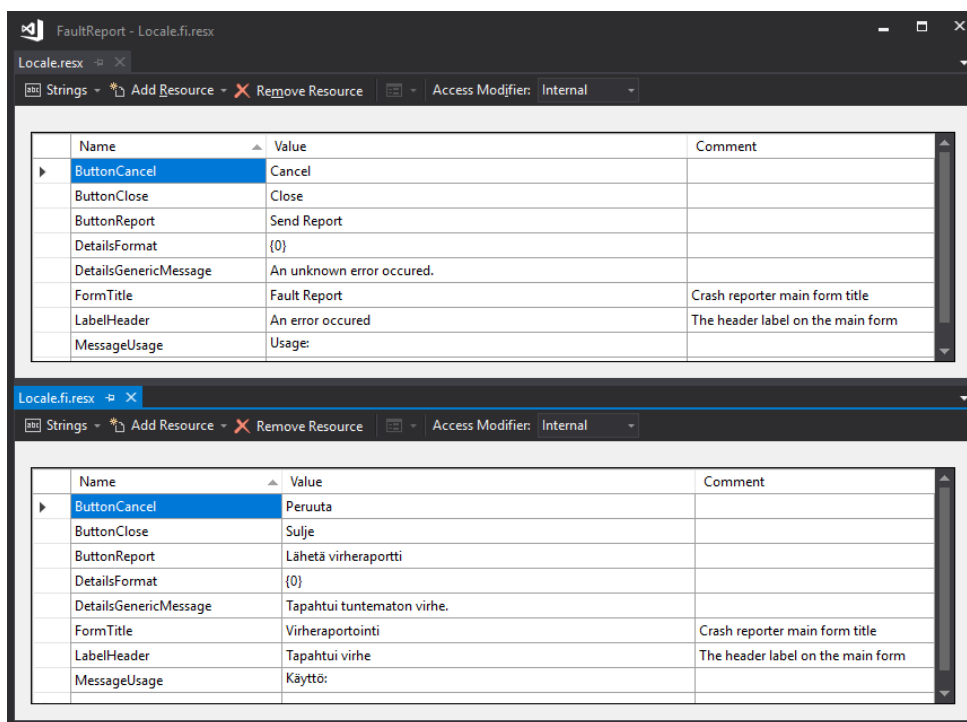 FaultReport - Locale.fi.resx
Locale.resx
abc Strings Add Resource Remove Resource Access Modifier: Internal
Name Value Comment
ButtonCancel Cancel
ButtonClose Close
ButtonReport Send Report
DetailsFormat {0}
DetailsGenericMessage An unknown error occured.
FormTitle Fault Report Crash reporter main form title
LabelHeader An error occured The header label on the main form
MessageUsage Usage:
Locale.fi.resx
abc Strings Add Resource Remove Resource Access Modifier: Internal
Name Value Comment
ButtonCancel Peruuta
ButtonClose Sulje
ButtonReport Lähetä virheraportti
DetailsFormat {0}
DetailsGenericMessage Tapahtui tuntematon virhe.
FormTitle Virheraportointi Crash reporter main form title
LabelHeader Tapahtui virhe The header label on the main form
MessageUsage Käyttö: